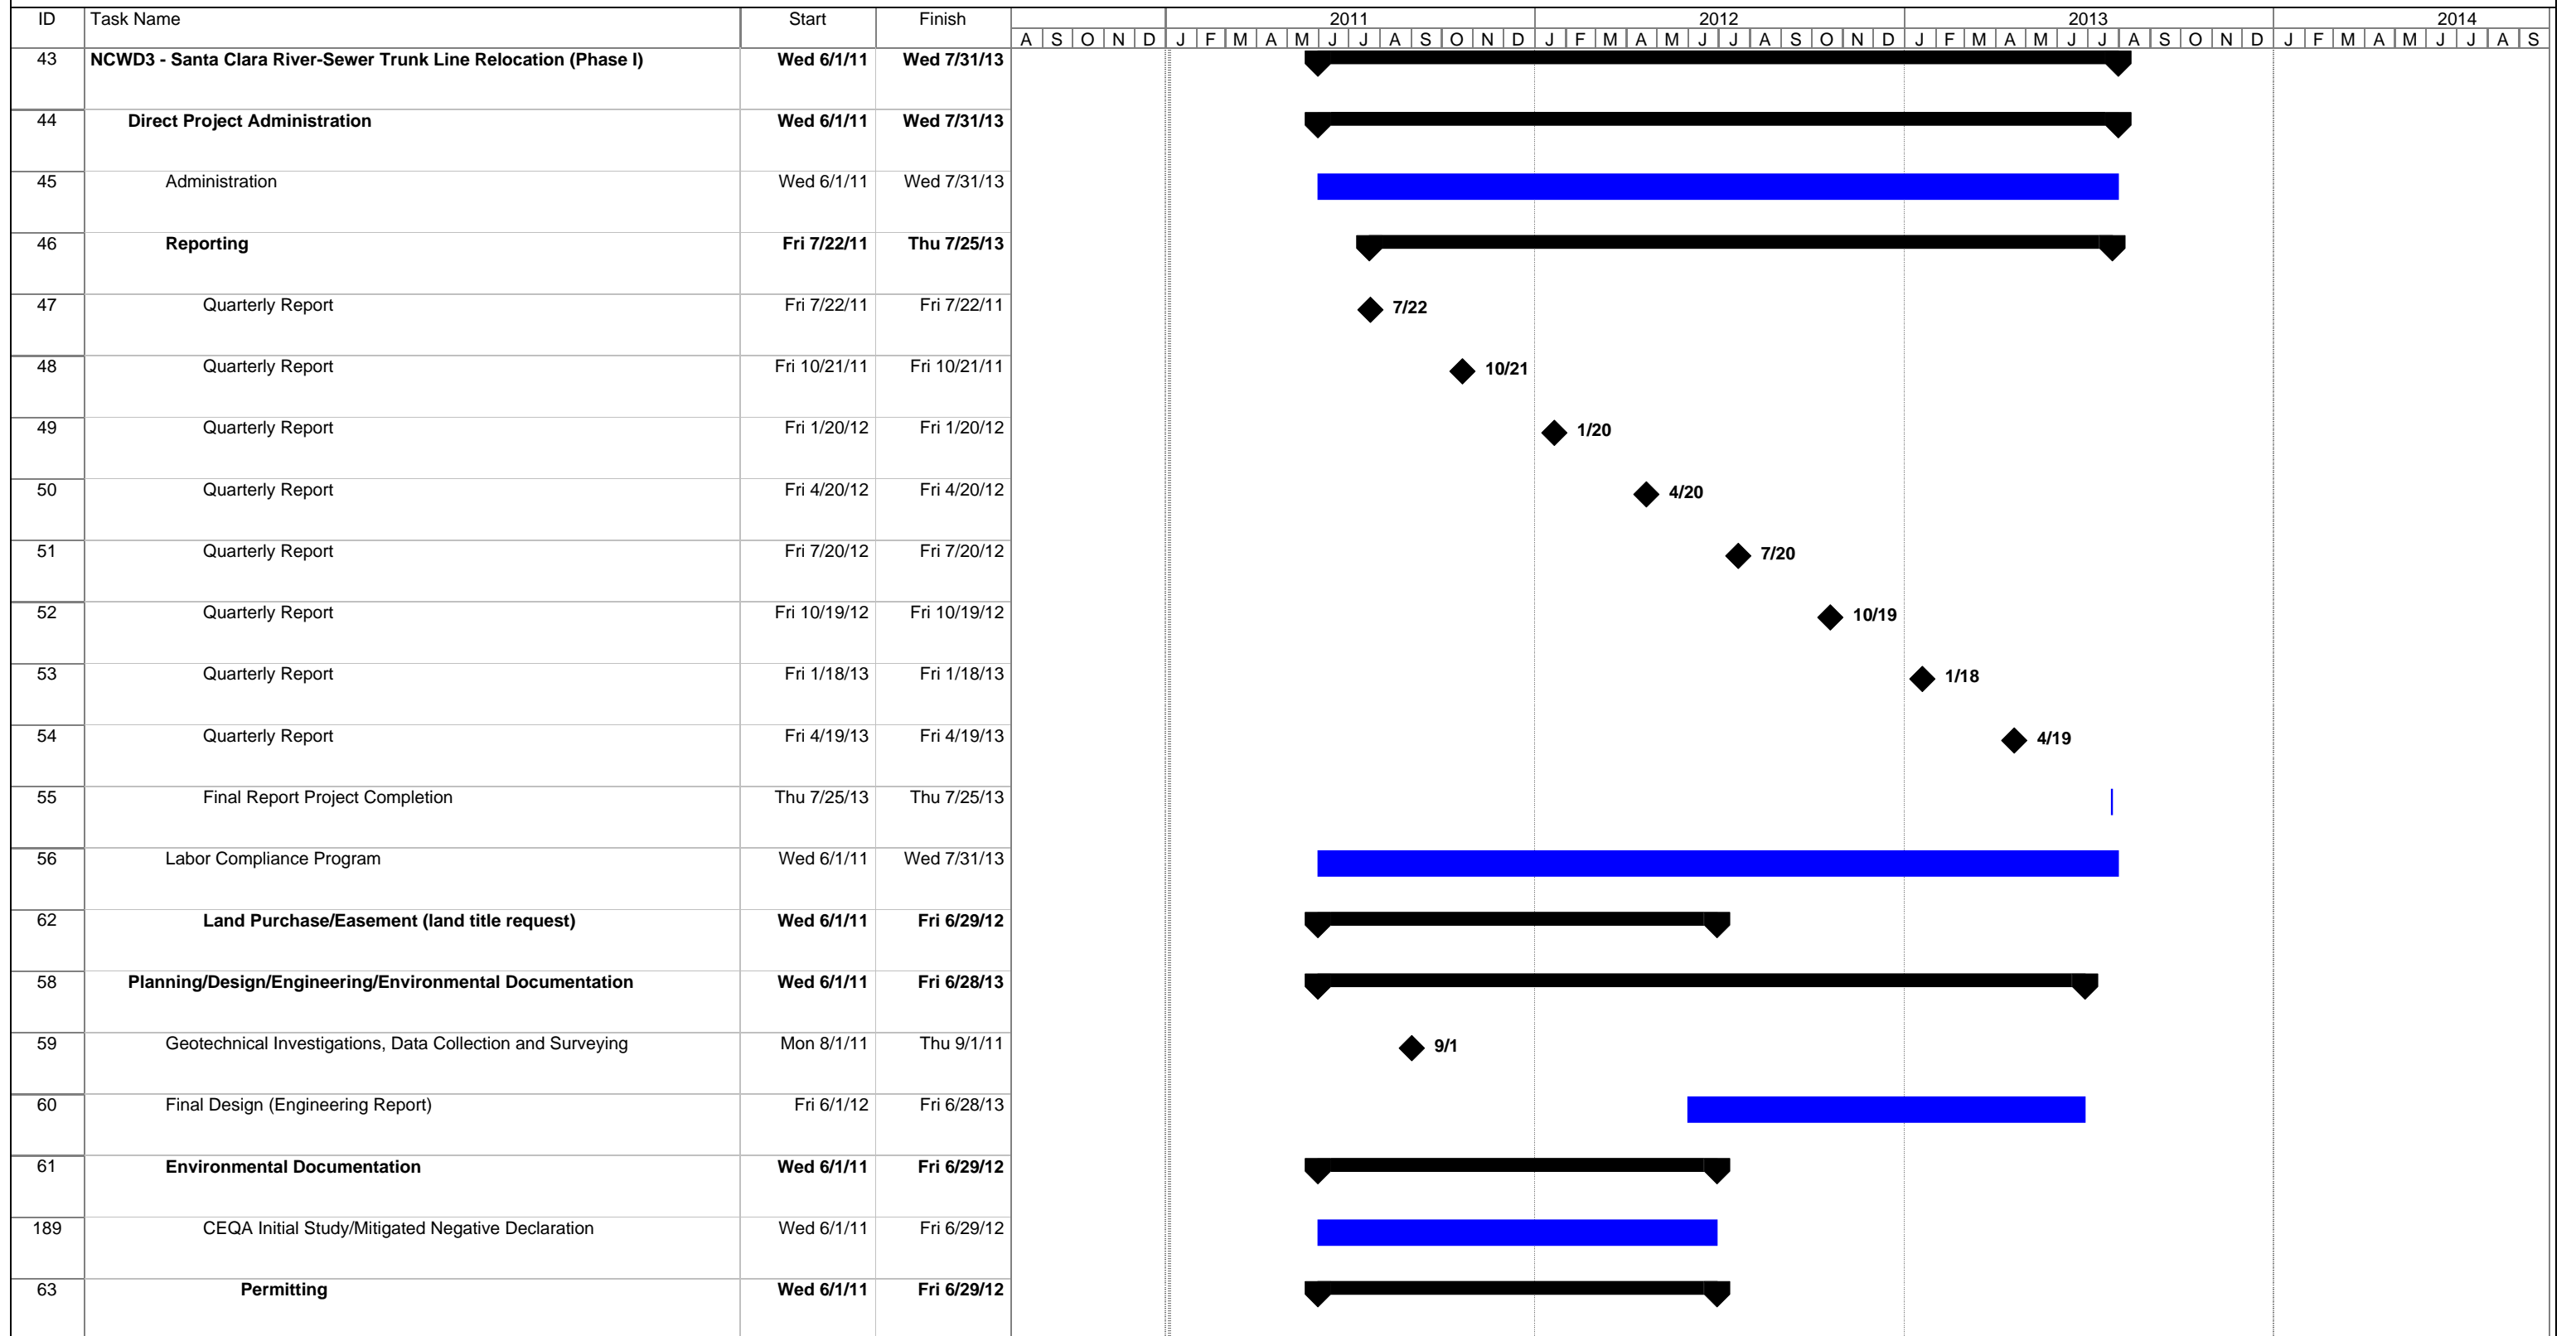 ID Task Name Start Finish 2011 2012 2013 2014
A S O N D J F M A M J J A S O N D J F M A M J J A S O N D J F M A M J J A S O N D J F M A M J J A S
43 NCWD3 - Santa Clara River-Sewer Trunk Line Relocation (Phase I) Wed 6/1/11 Wed 7/31/13
44 Direct Project Administration Wed 6/1/11 Wed 7/31/13
45 Administration Wed 6/1/11 Wed 7/31/13
46 Reporting Fri 7/22/11 Thu 7/25/13
47 Quarterly Report Fri 7/22/11 Fri 7/22/11 7/22
48 Quarterly Report Fri 10/21/11 Fri 10/21/11 10/21
49 Quarterly Report Fri 1/20/12 Fri 1/20/12 1/20
50 Quarterly Report Fri 4/20/12 Fri 4/20/12 4/20
51 Quarterly Report Fri 7/20/12 Fri 7/20/12 7/20
52 Quarterly Report Fri 10/19/12 Fri 10/19/12 10/19
53 Quarterly Report Fri 1/18/13 Fri 1/18/13 1/18
54 Quarterly Report Fri 4/19/13 Fri 4/19/13 4/19
55 Final Report Project Completion Thu 7/25/13 Thu 7/25/13
56 Labor Compliance Program Wed 6/1/11 Wed 7/31/13
62 Land Purchase/Easement (land title request) Wed 6/1/11 Fri 6/29/12
58 Planning/Design/Engineering/Environmental Documentation Wed 6/1/11 Fri 6/28/13
59 Geotechnical Investigations, Data Collection and Surveying Mon 8/1/11 Thu 9/1/11 9/1
60 Final Design (Engineering Report) Fri 6/1/12 Fri 6/28/13
61 Environmental Documentation Wed 6/1/11 Fri 6/29/12
189 CEQA Initial Study/Mitigated Negative Declaration Wed 6/1/11 Fri 6/29/12
63 Permitting Wed 6/1/11 Fri 6/29/12